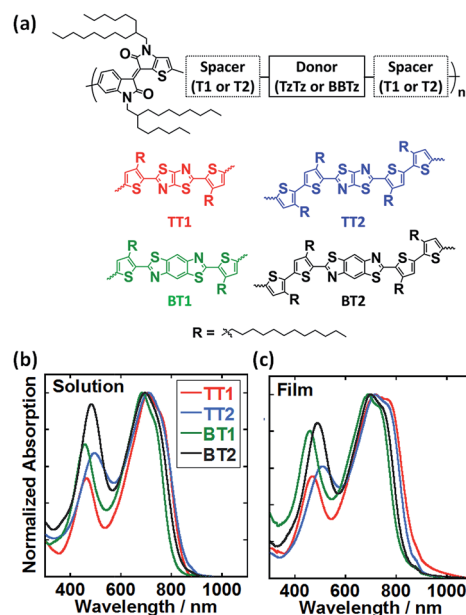 (a)
O
N
S
N
O
n
Spacer
(T1 or T2)
Donor
(TzTz or BBTz)
Spacer
(T1 or T2)
R
S
S
N
N
S
S
R
TT1
R
S
S
S
N
N
S
S
S
R
R
R
TT2
R
S
S
N
N
S
S
R
BT1
R
S
S
S
N
N
S
S
S
R
R
R
BT2
R =
(b)
Solution
TT1
TT2
BT1
BT2
Normalized Absorption
400 600 800 1000
Wavelength / nm
(c)
Film
400 600 800 1000
Wavelength / nm